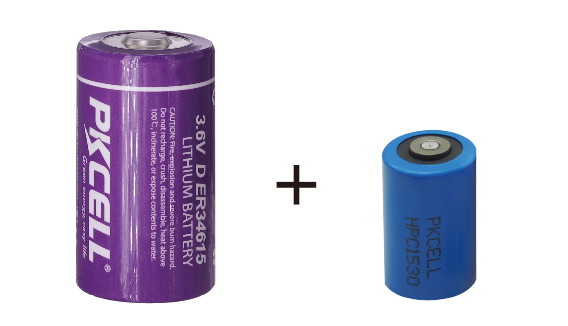 PKCELL®
3.6V D ER34615
LITHIUM BATTERY
CAUTION: Fire, explosion and severe burn hazard.
Do not recharge, crush, disassemble, heat above
100°C, incinerate, or expose contents to water.
+
PKCELL
HPC1530